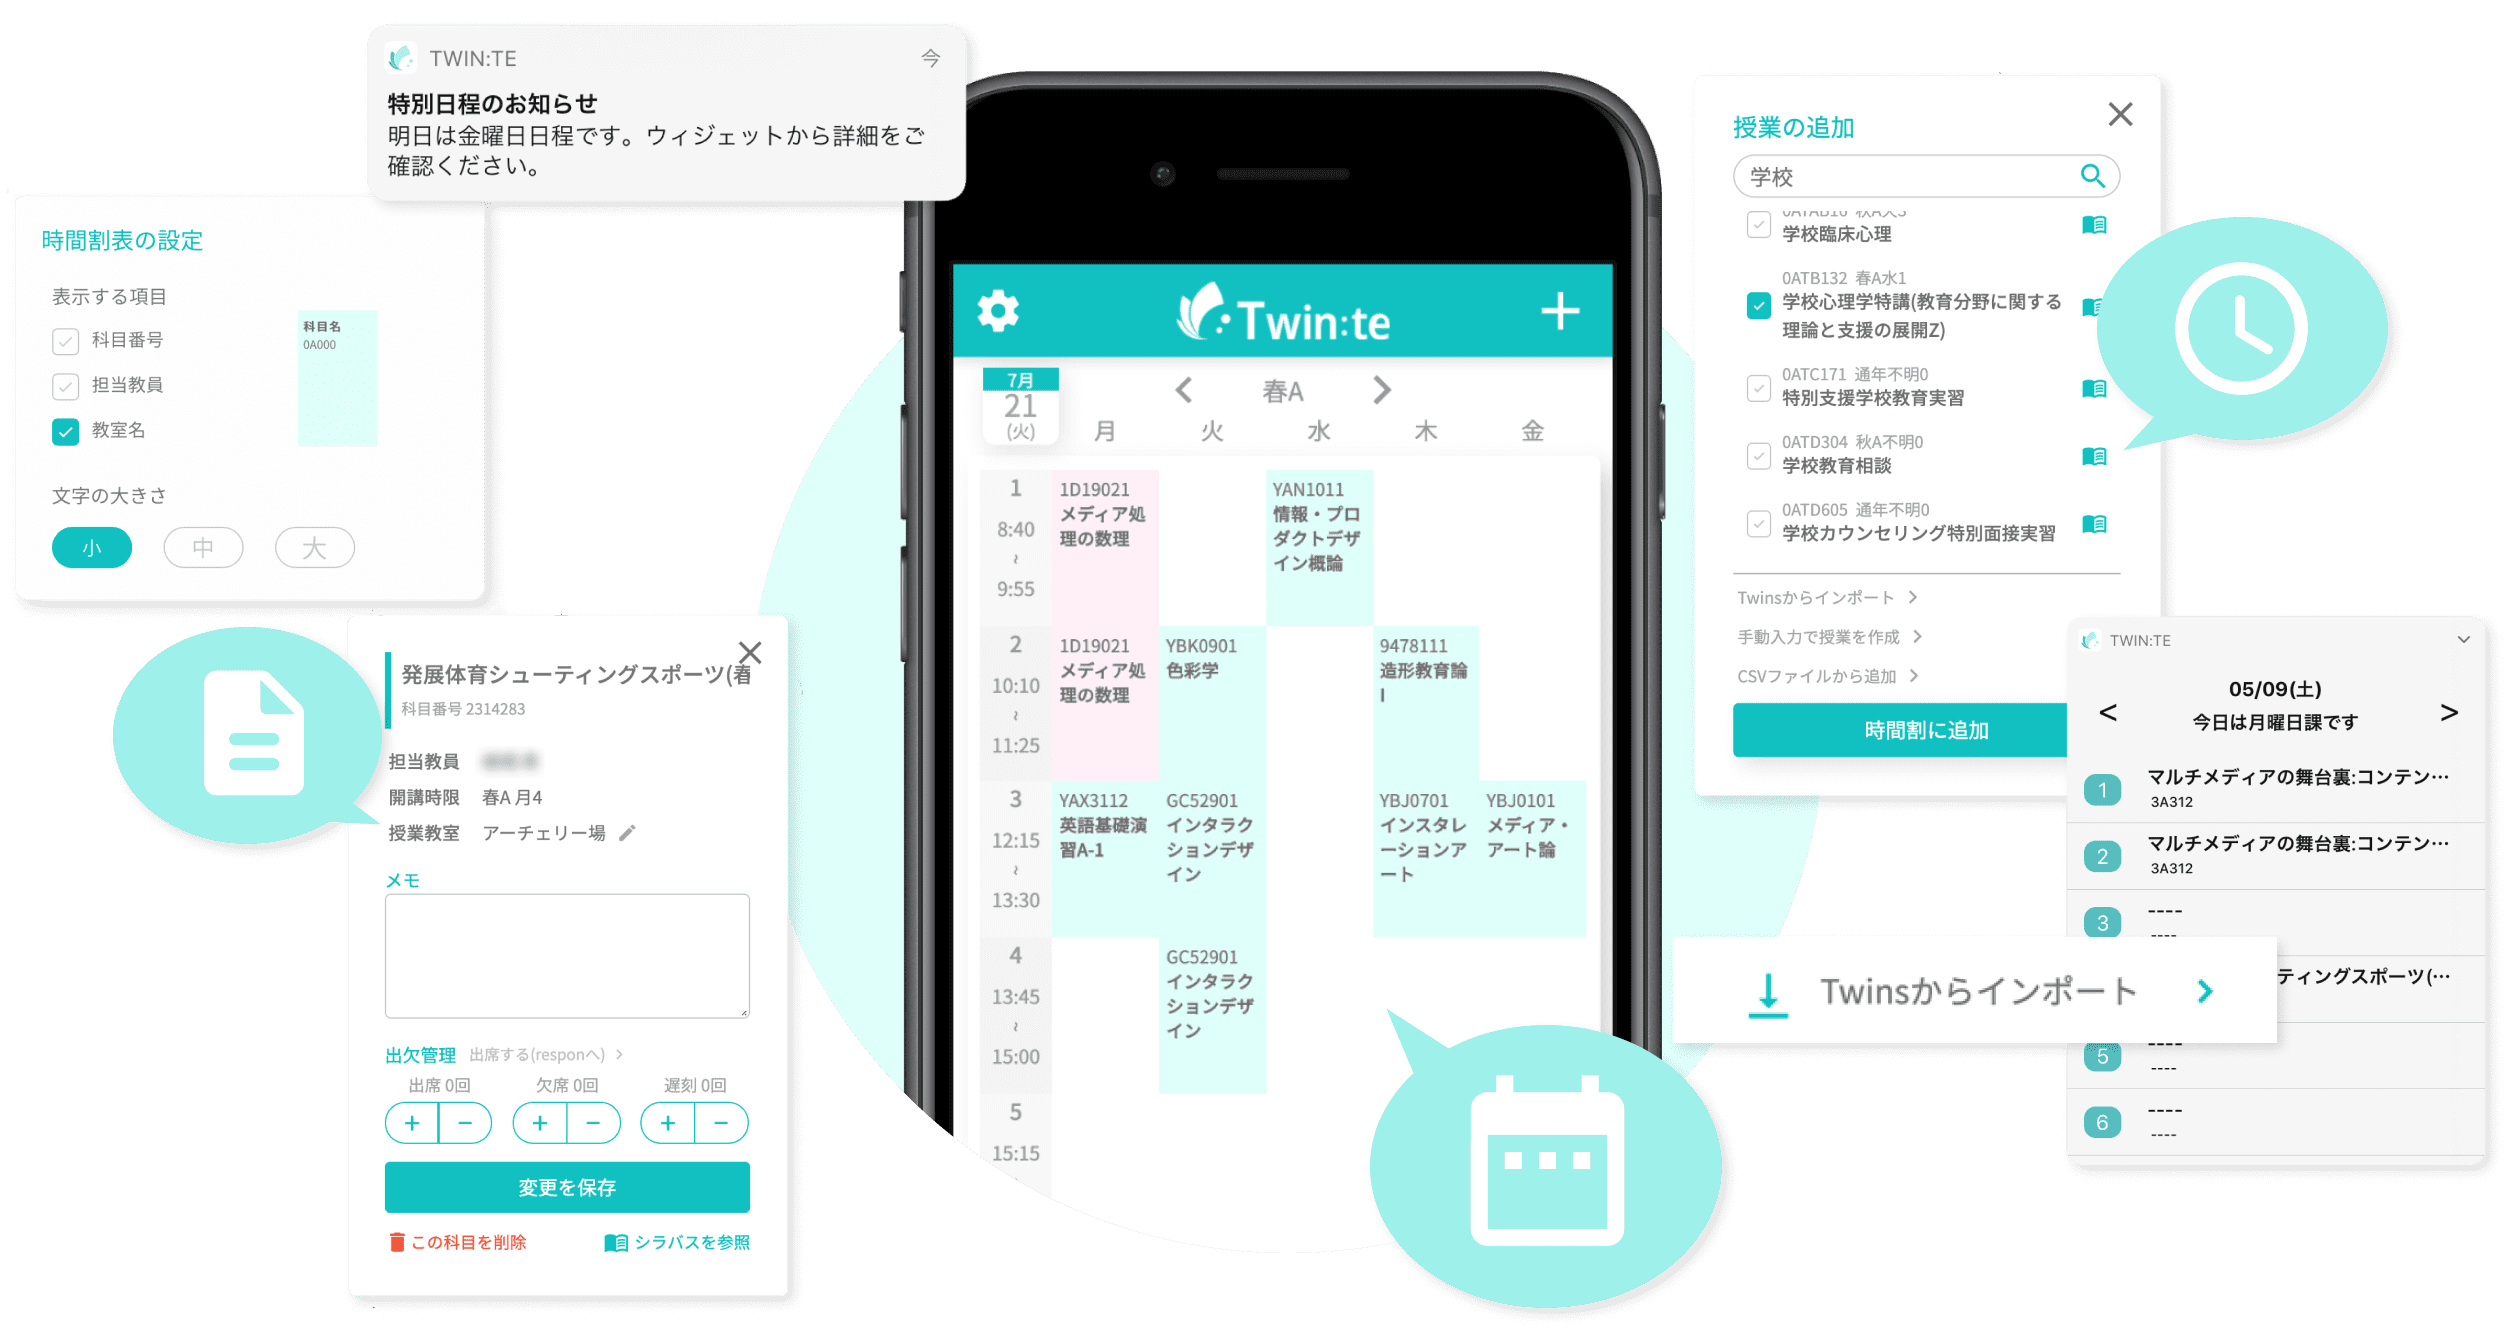 TWIN:TE
今
特別日程のお知らせ
明日は金曜日日程です。ウィジェットから詳細をご
確認ください。
時間割表の設定
表示する項目
科目番号
担当教員
教室名
科目名
0A000
文字の大きさ
小
中
大
発展体育シューティングスポーツ(春
科目番号 2314283
担当教員
開講時限 春A 月4
授業教室 アーチェリー場
メモ
出欠管理 出席する(responへ)
出席 0回
欠席 0回
遅刻 0回
+ −
+ −
+ −
変更を保存
この科目を削除
シラバスを参照
Twin:te
7月
21
(火)
春A
月 火 水 木 金
1
8:40
~
9:55
1D19021
メディア処
理の数理
YAN1011
情報・プロ
ダクトデザ
イン概論
2
10:10
~
11:25
1D19021
メディア処
理の数理
YBK0901
色彩学
9478111
造形教育論
I
3
12:15
~
13:30
YAX3112
英語基礎演
習A-1
GC52901
インタラク
ションデザ
イン
YBJ0701
インスタレ
ーションア
ート
YBJ0101
メディア・
アート論
4
13:45
~
15:00
GC52901
インタラク
ションデザ
イン
5
15:15
授業の追加
学校
学校臨床心理
0ATB132 春A水1
学校心理学特講(教育分野に関する
理論と支援の展開Z)
0ATC171 通年不明0
特別支援学校教育実習
0ATD304 秋A不明0
学校教育相談
0ATD605 通年不明0
学校カウンセリング特別面接実習
Twinsからインポート
手動入力で授業を作成
CSVファイルから追加
時間割に追加
TWIN:TE
05/09(土)
< 今日は月曜日課です >
1
マルチメディアの舞台裏:コンテン…
3A312
2
マルチメディアの舞台裏:コンテン…
3A312
3
----
----
ティングスポーツ(…
5
----
----
6
----
----
Twinsからインポート